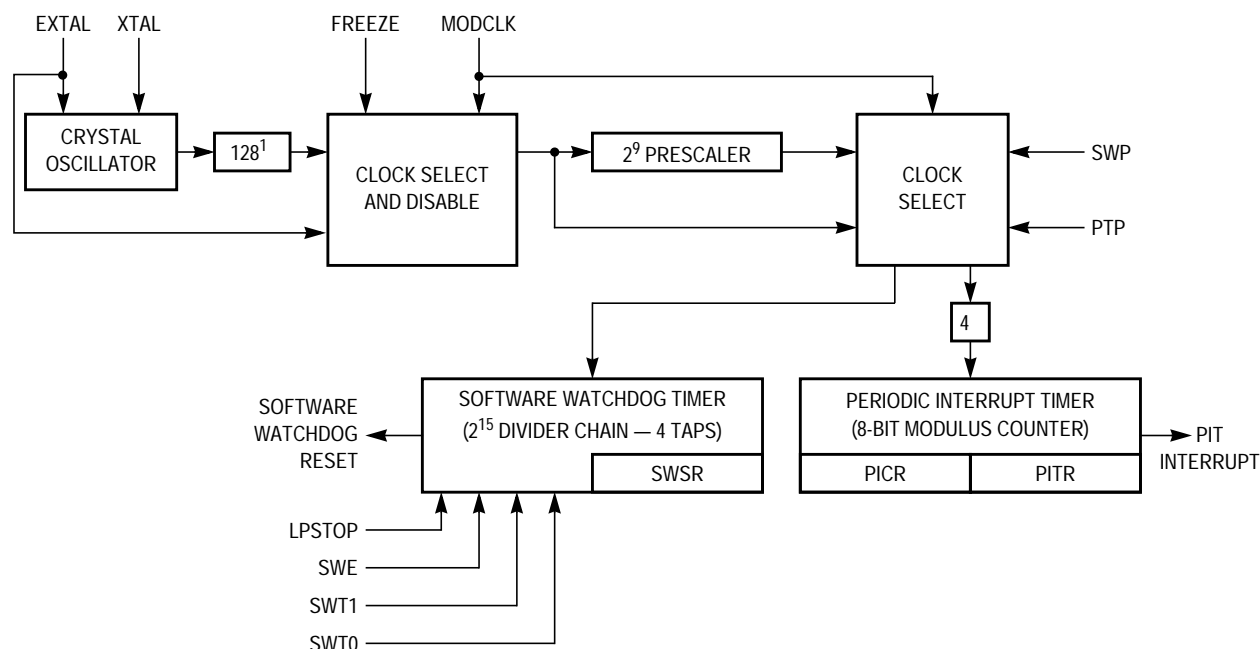 EXTAL XTAL FREEZE MODCLK
CRYSTAL
OSCILLATOR
128¹
CLOCK SELECT
AND DISABLE
2⁹ PRESCALER
CLOCK
SELECT
SWP
PTP
4
SOFTWARE
WATCHDOG
RESET
SOFTWARE WATCHDOG TIMER
(2¹⁵ DIVIDER CHAIN — 4 TAPS)
SWSR
PERIODIC INTERRUPT TIMER
(8-BIT MODULUS COUNTER)
PICR
PITR
PIT
INTERRUPT
LPSTOP
SWE
SWT1
SWT0